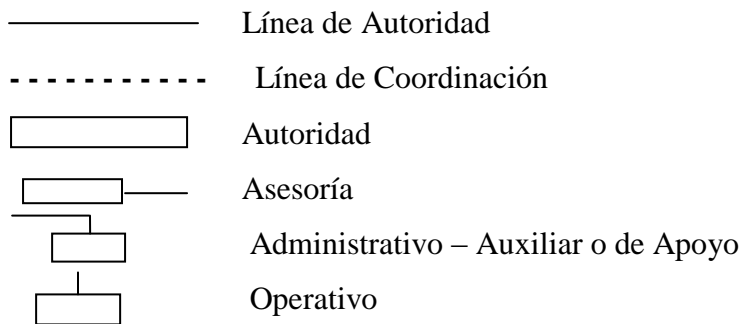 Línea de Autoridad
Línea de Coordinación
Autoridad
Asesoría
Administrativo – Auxiliar o de Apoyo
Operativo